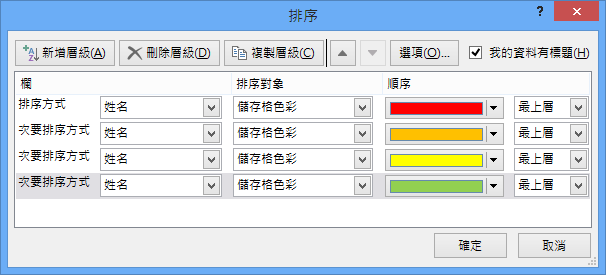 排序
?
新增層級(A) 刪除層級(D) 複製層級(C) 選項(O)... 我的資料有標題(H)
欄 排序對象 順序
排序方式 姓名 儲存格色彩 最上層
次要排序方式 姓名 儲存格色彩 最上層
次要排序方式 姓名 儲存格色彩 最上層
次要排序方式 姓名 儲存格色彩 最上層
確定 取消